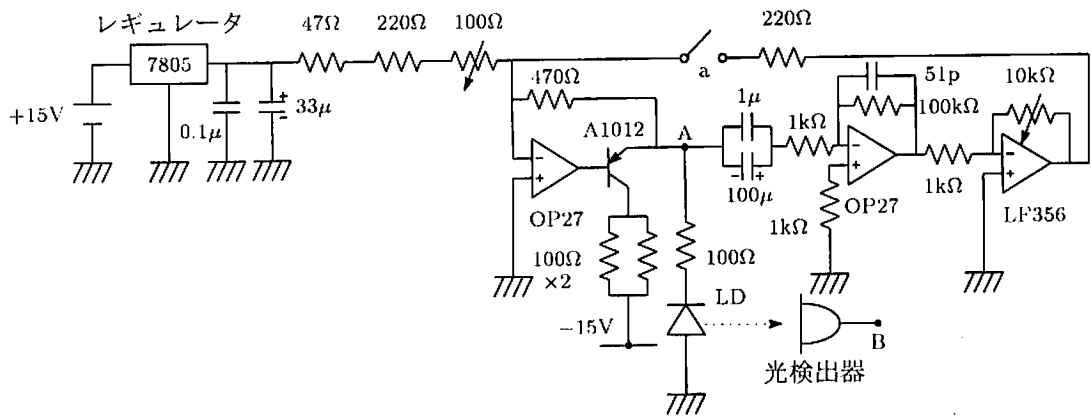 レギュレータ
7805
+15V
0.1μ
33μ
47Ω
220Ω
100Ω
a
220Ω
470Ω
A1012
A
OP27
100Ω
×2
−15V
100Ω
LD
光検出器
B
1μ
100μ
1kΩ
1kΩ
51p
100kΩ
OP27
1kΩ
10kΩ
LF356